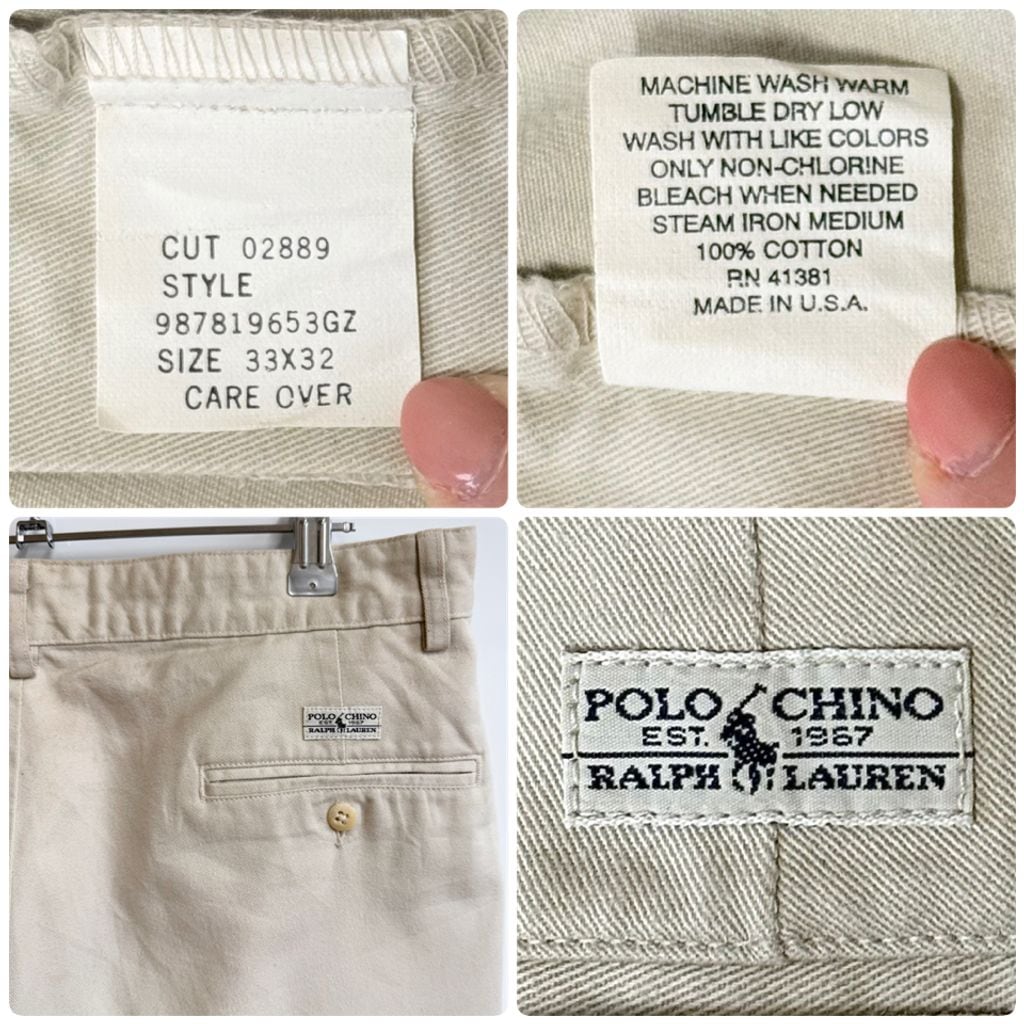 CUT 02889
STYLE
987819653GZ
SIZE 33X32
CARE OVER
MACHINE WASH WARM
TUMBLE DRY LOW
WASH WITH LIKE COLORS
ONLY NON-CHLORINE
BLEACH WHEN NEEDED
STEAM IRON MEDIUM
100% COTTON
RN 41381
MADE IN U.S.A.
POLO CHINO
EST. 1967
RALPH LAUREN
POLO CHINO
EST. 1967
RALPH LAUREN